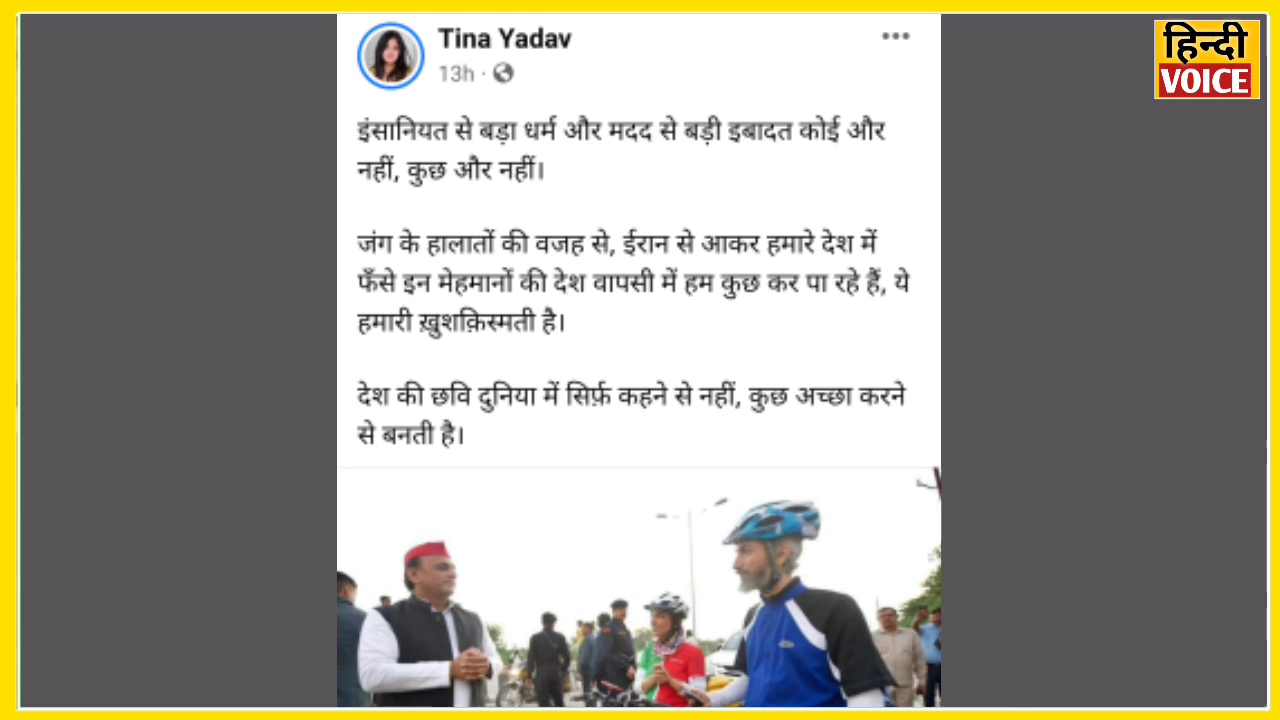 हिन्दी
VOICE
Tina Yadav
13h ·
इंसानियत से बड़ा धर्म और मदद से बड़ी इबादत कोई और
नहीं, कुछ और नहीं।
जंग के हालातों की वजह से, ईरान से आकर हमारे देश में
फँसे इन मेहमानों की देश वापसी में हम कुछ कर पा रहे हैं, ये
हमारी ख़ुशक़िस्मती है।
देश की छवि दुनिया में सिर्फ़ कहने से नहीं, कुछ अच्छा करने
से बनती है।